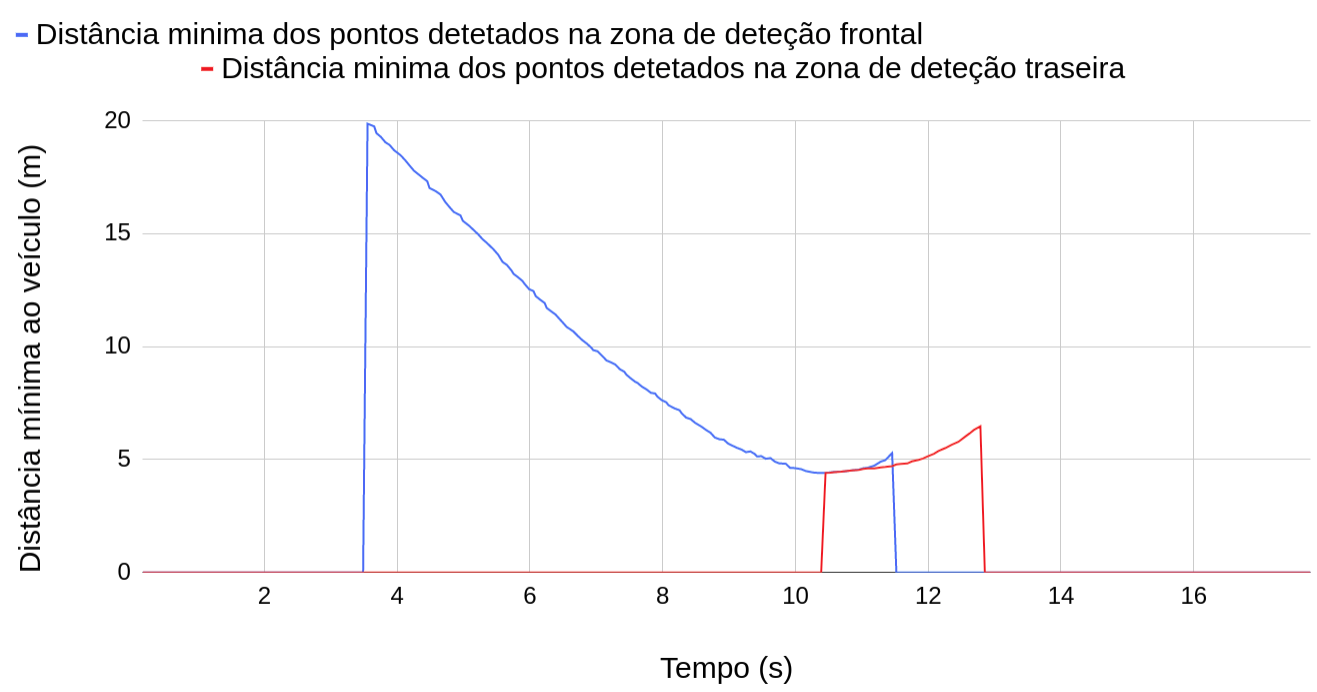 Distância minima dos pontos detetados na zona de deteção frontal
Distância minima dos pontos detetados na zona de deteção traseira
Distância mínima ao veículo (m)
20
15
10
5
0
2 4 6 8 10 12 14 16
Tempo (s)